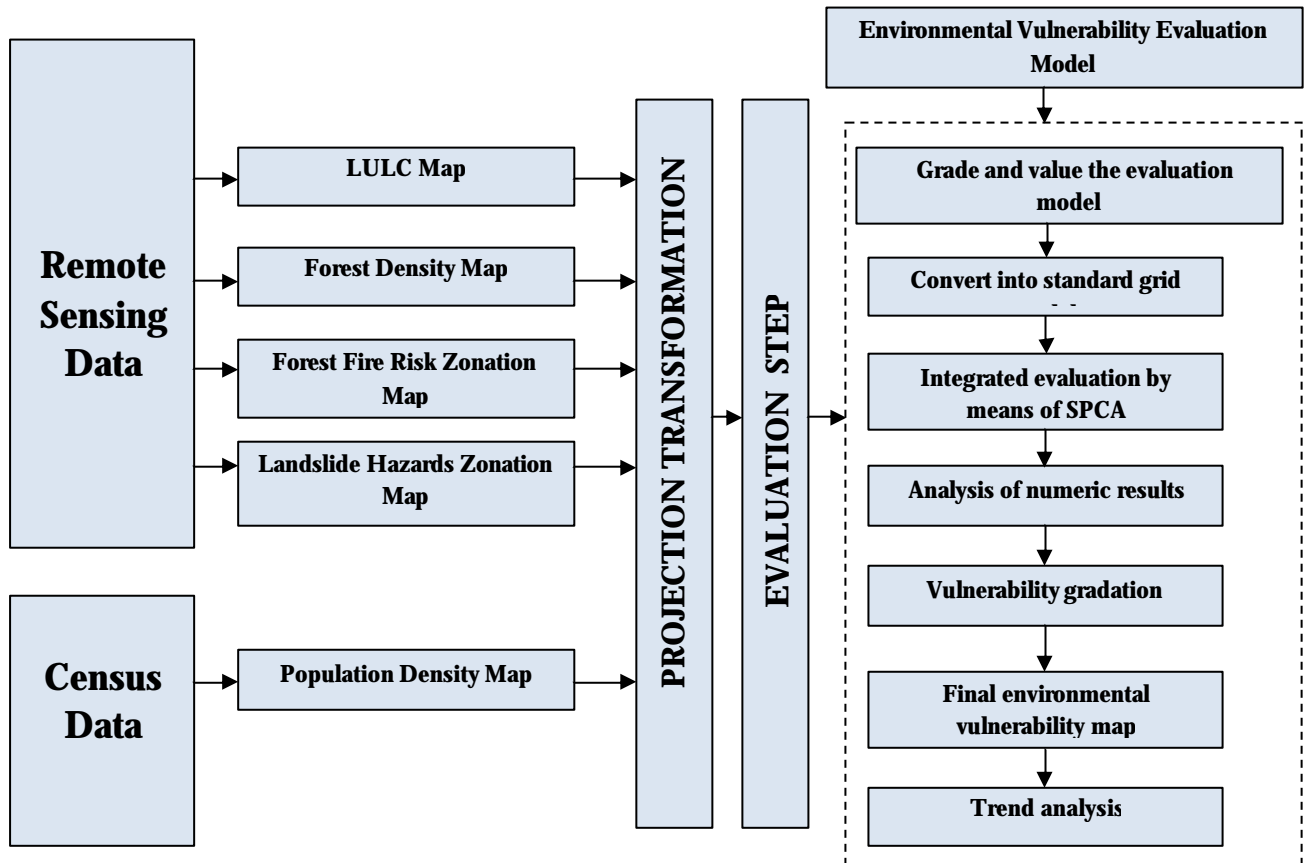 Remote
Sensing
Data
Census
Data
LULC Map
Forest Density Map
Forest Fire Risk Zonation
Map
Landslide Hazards Zonation
Map
Population Density Map
PROJECTION TRANSFORMATION
EVALUATION STEP
Environmental Vulnerability Evaluation
Model
Grade and value the evaluation
model
Convert into standard grid
Integrated evaluation by
means of SPCA
Analysis of numeric results
Vulnerability gradation
Final environmental
vulnerability map
Trend analysis